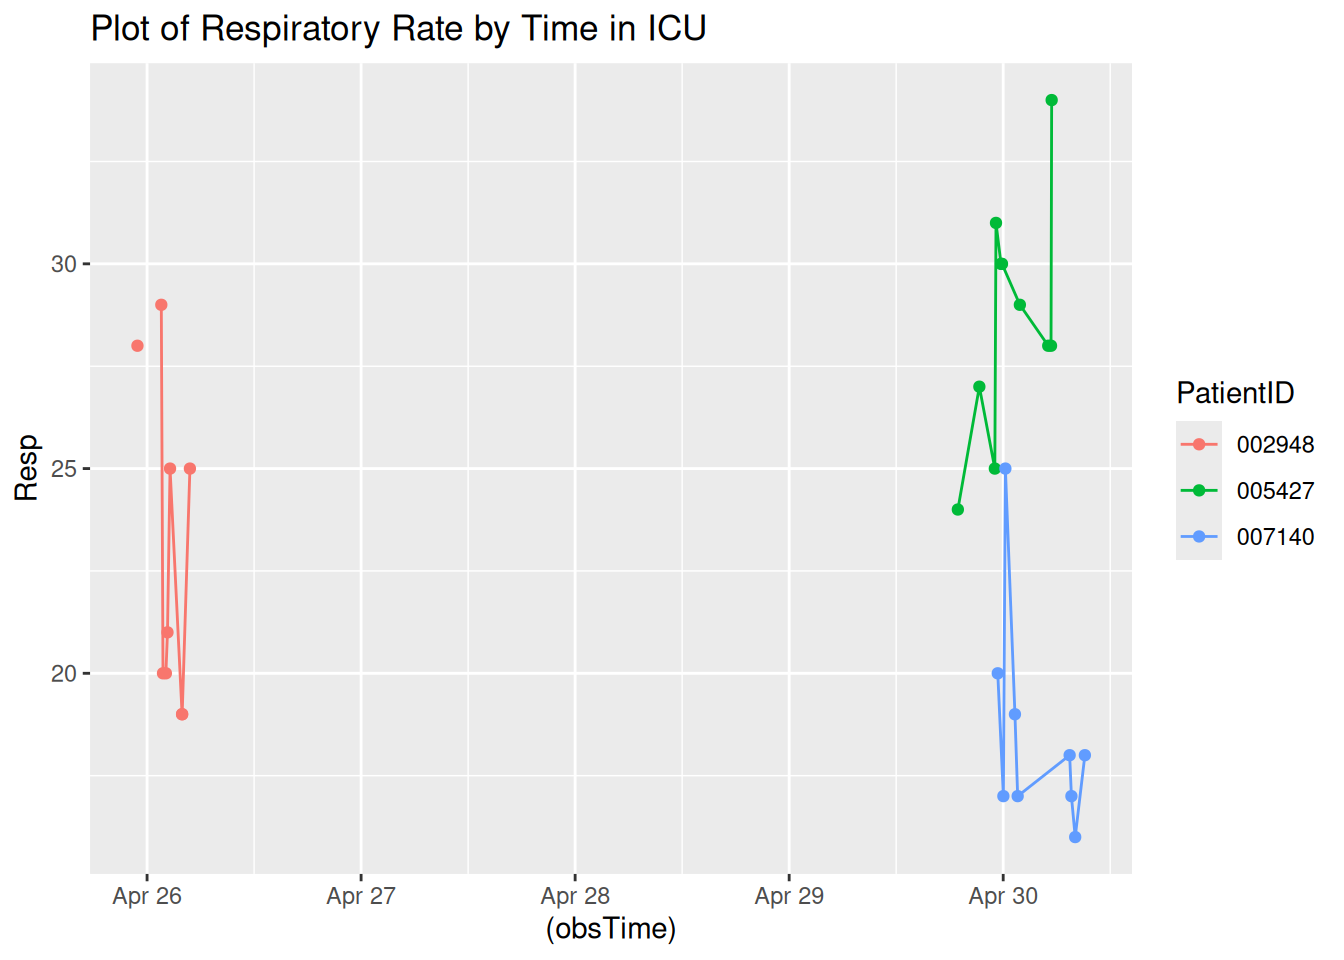 Plot of Respiratory Rate by Time in ICU
Resp
30
25
20
Apr 26
Apr 27
Apr 28
Apr 29
Apr 30
(obsTime)
PatientID
002948
005427
007140